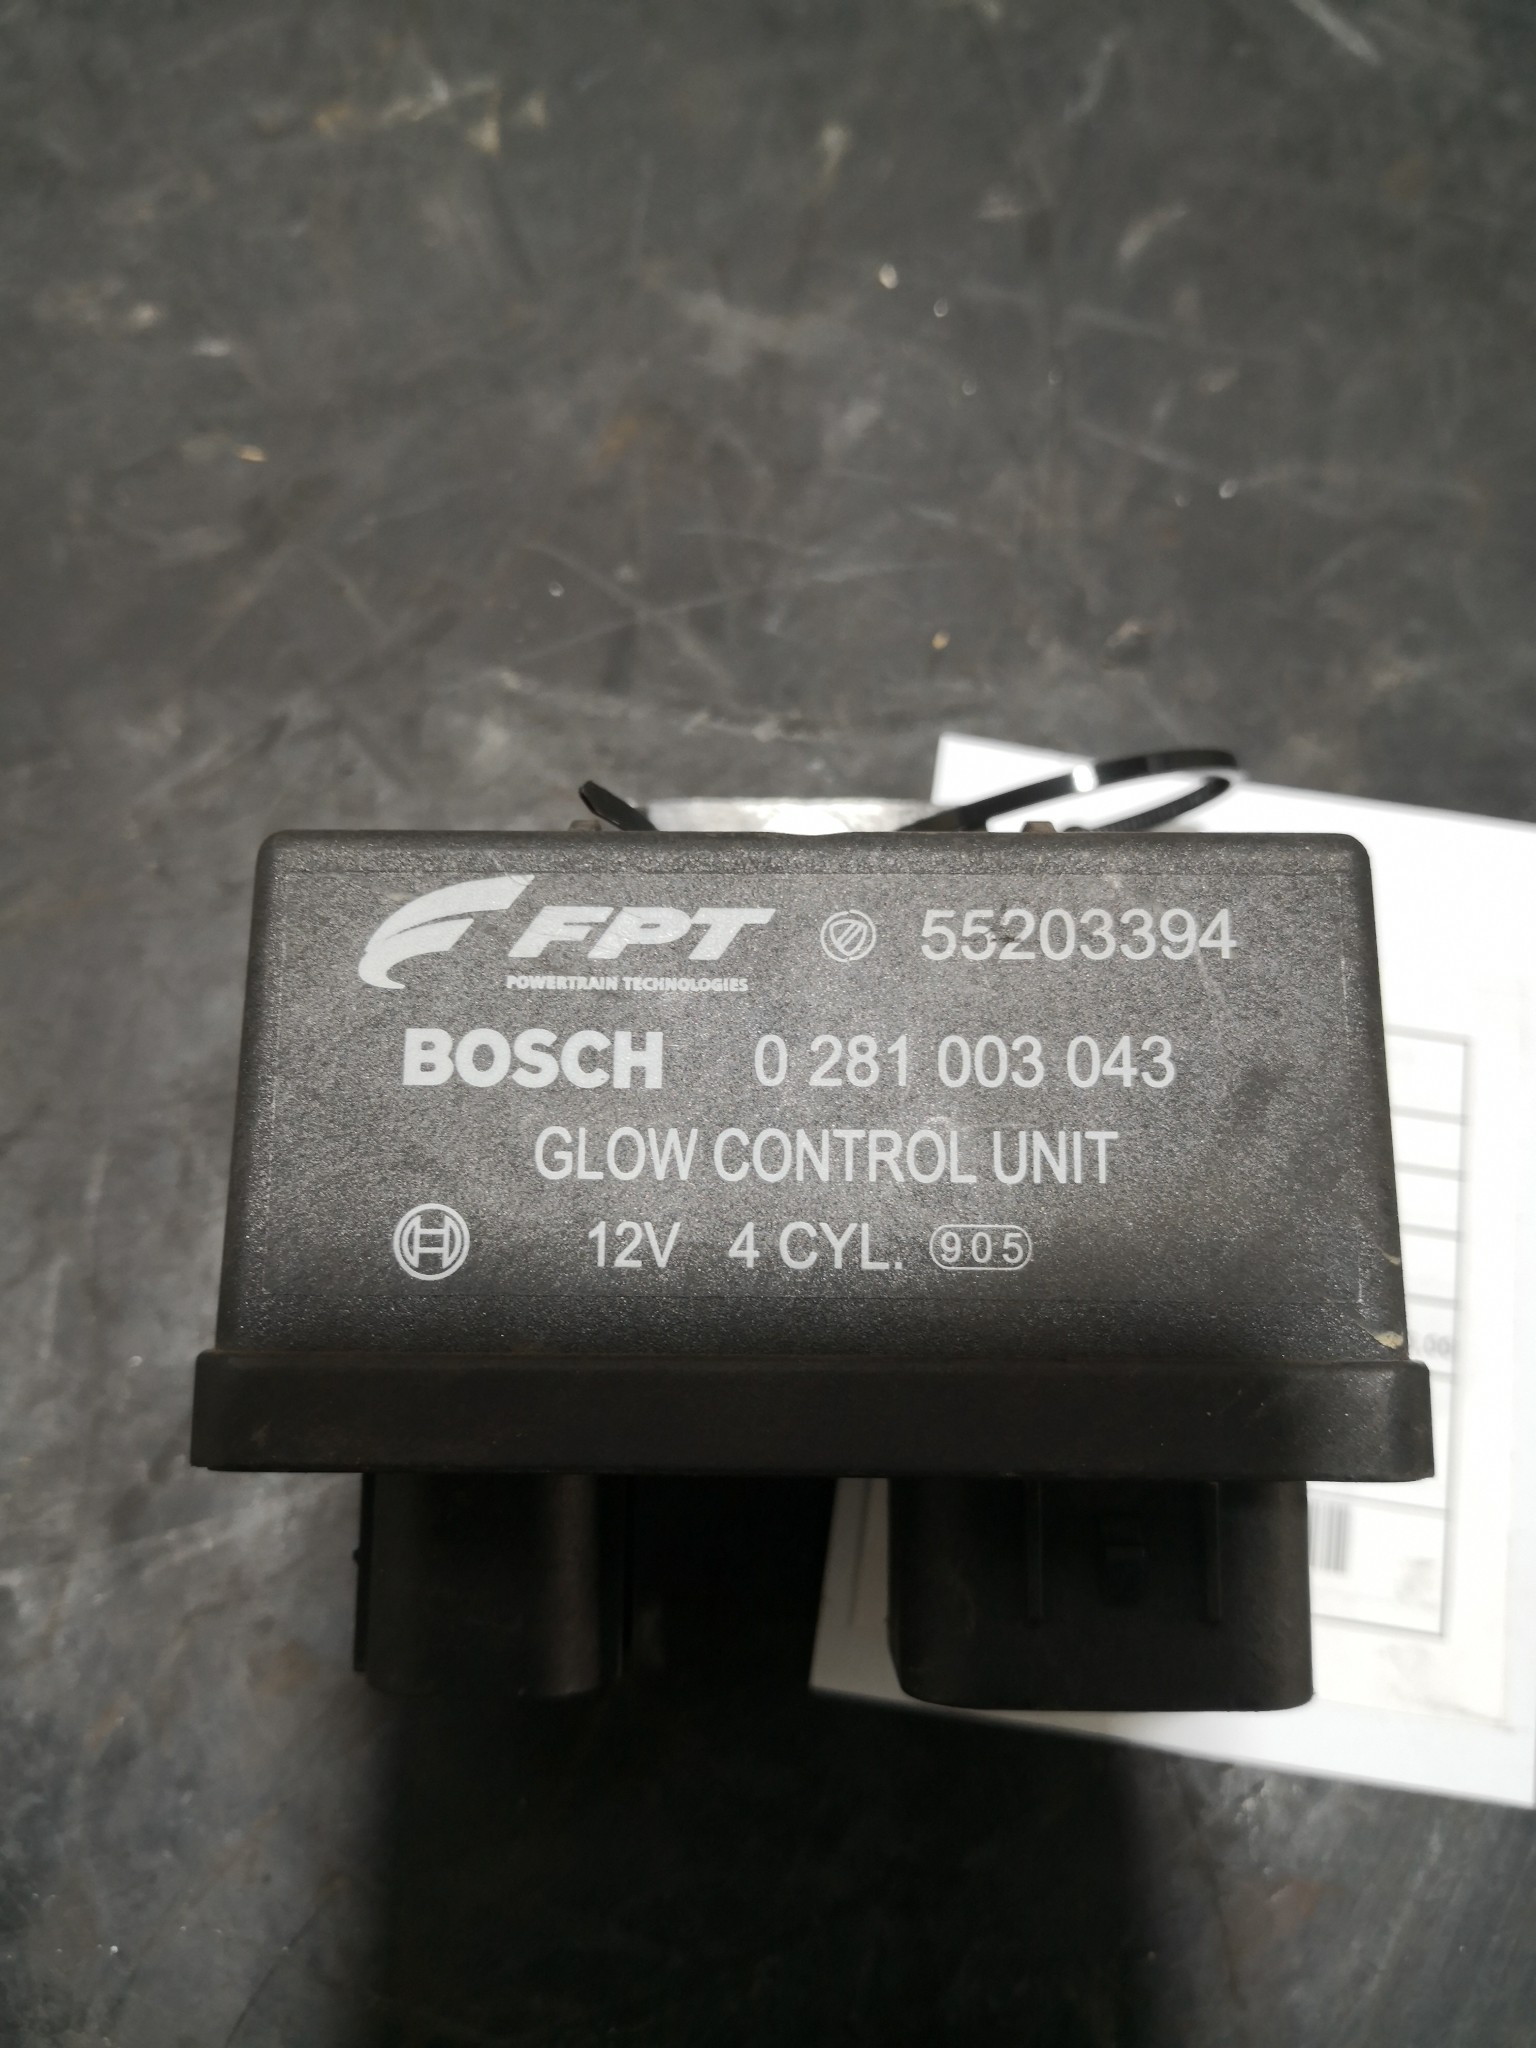 FPT 55203394
POWERTRAIN TECHNOLOGIES
BOSCH 0 281 003 043
GLOW CONTROL UNIT
12V 4 CYL. 905